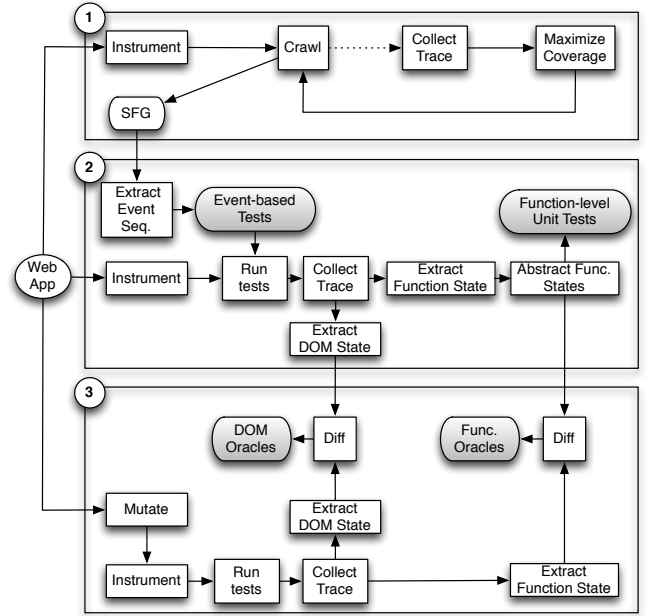 1
Instrument
Crawl
Collect
Trace
Maximize
Coverage
SFG
2
Extract
Event
Seq.
Event-based
Tests
Function-level
Unit Tests
Web
App
Instrument
Run
tests
Collect
Trace
Extract
Function State
Abstract Func.
States
Extract
DOM State
3
DOM
Oracles
Diff
Func.
Oracles
Diff
Mutate
Extract
DOM State
Instrument
Run
tests
Collect
Trace
Extract
Function State